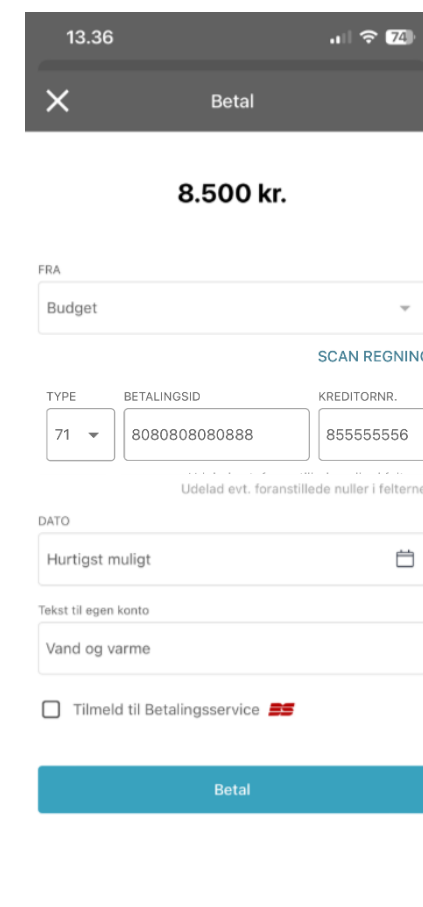 13.36 74
Betal
8.500 kr.
FRA
Budget
SCAN REGNING
TYPE BETALINGSID KREDITORNR.
71 8080808080888 855555556
Udelad evt. foranstillede nuller i felterne
DATO
Hurtigst muligt
Tekst til egen konto
Vand og varme
Tilmeld til Betalingsservice BS
Betal